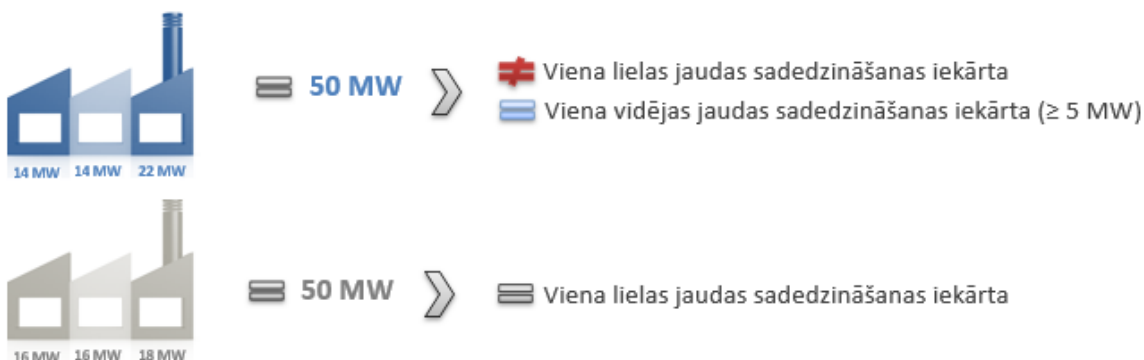 50 MW
≠ Viena lielas jaudas sadedzināšanas iekārta
= Viena vidējas jaudas sadedzināšanas iekārta (≥ 5 MW)
14 MW 14 MW 22 MW
= 50 MW
= Viena lielas jaudas sadedzināšanas iekārta
16 MW 16 MW 18 MW